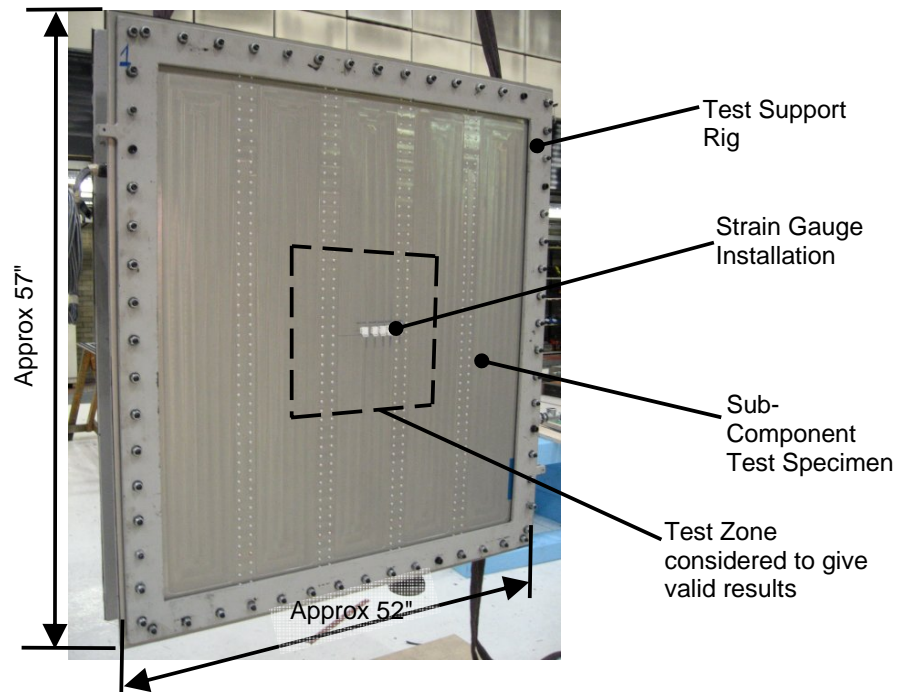 1
Test Support
Rig
Strain Gauge
Installation
Approx 57"
Sub-
Component
Test Specimen
Test Zone
considered to give
valid results
Approx 52"